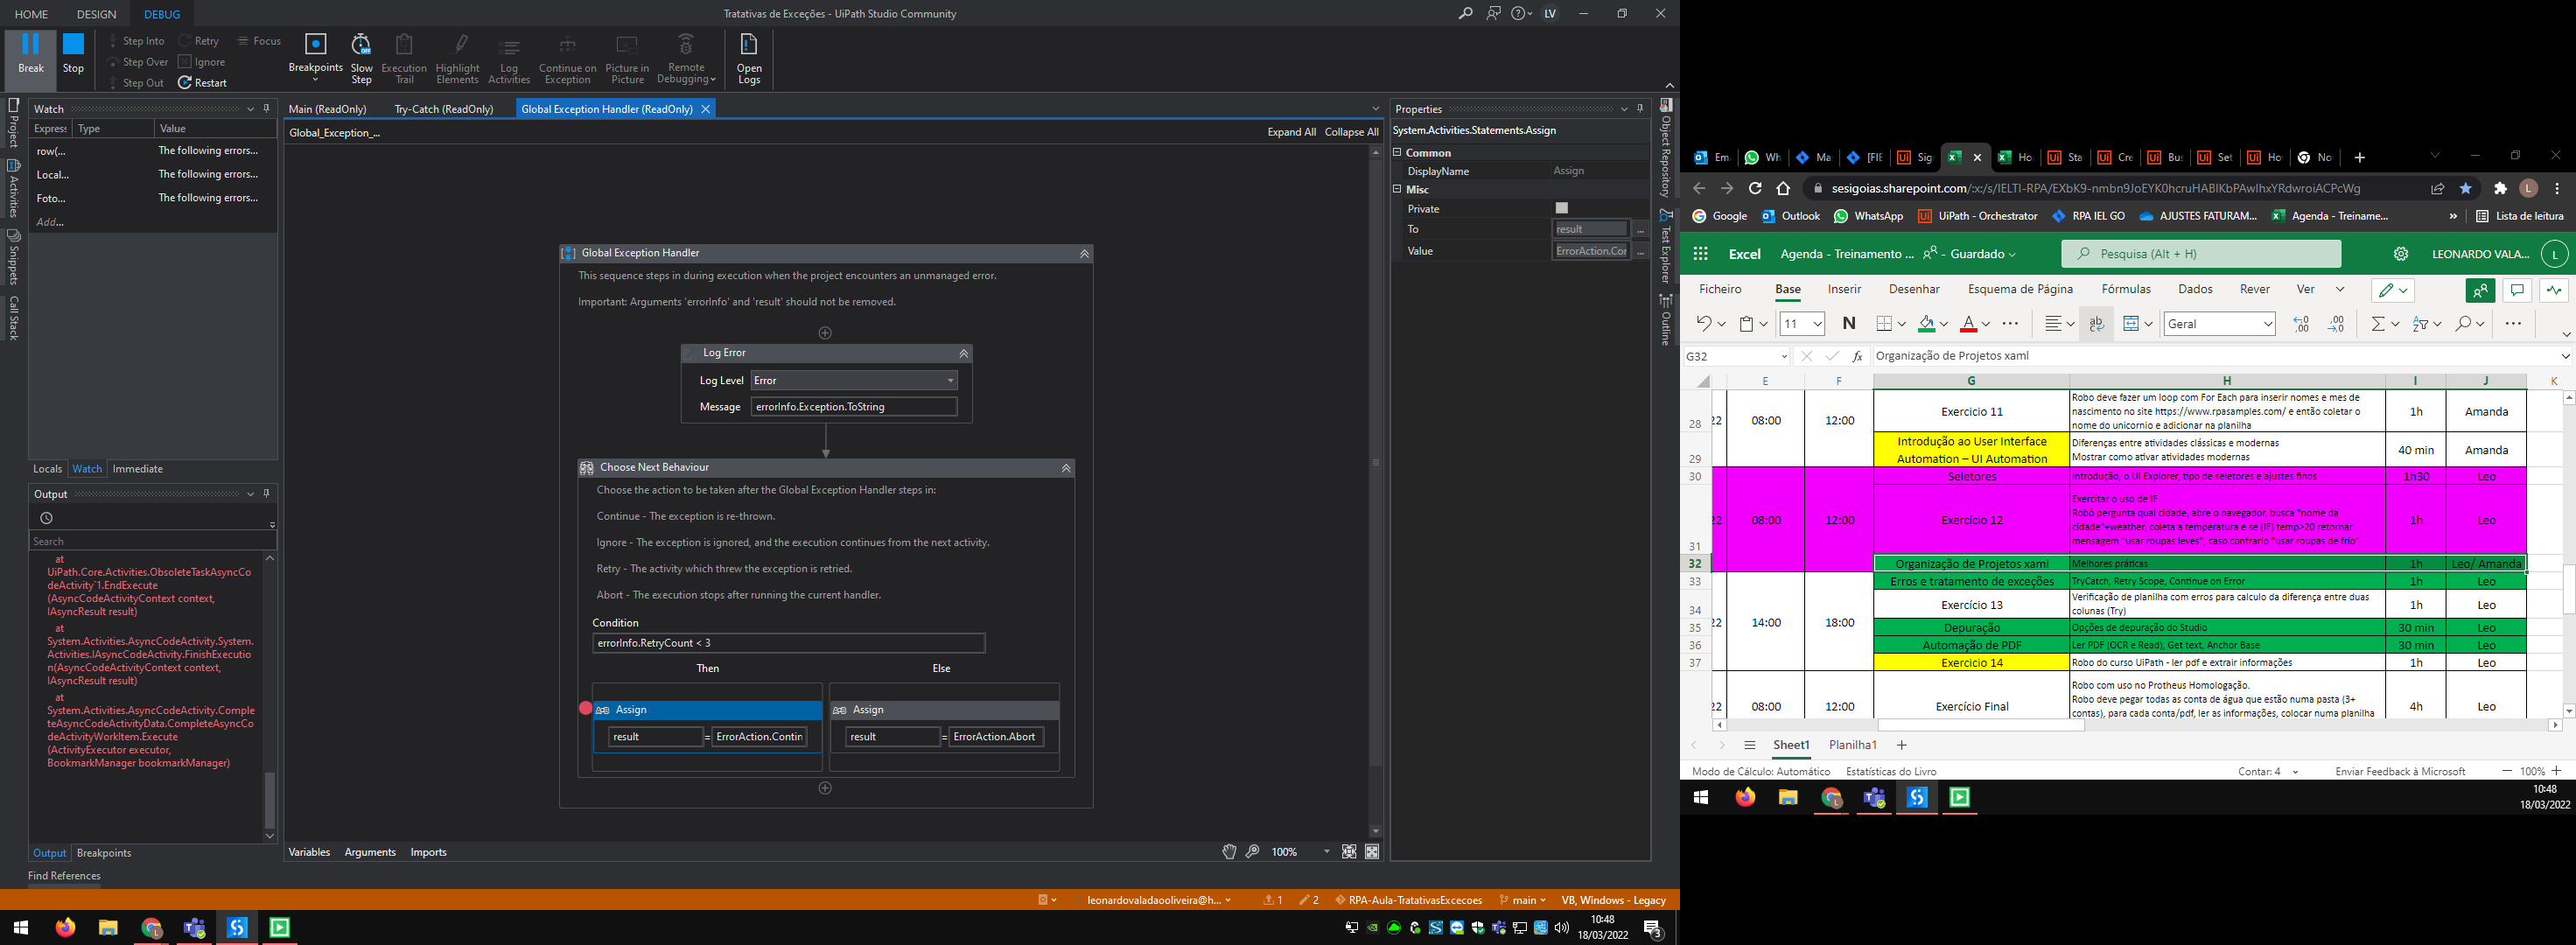 HOME DESIGN DEBUG
Tratativas de Exceções - UiPath Studio Community
LV
Break
Stop
Step Into
Step Over
Step Out
Retry
Ignore
Restart
Focus
Breakpoints
Slow
Step
Execution
Trail
Highlight
Elements
Log
Activities
Continue on
Exception
Picture in
Picture
Remote
Debugging
Open
Logs
Project
Activities
Snippets
Call Stack
Watch
Express Type Value
row(... The following errors...
Local... The following errors...
Foto... The following errors...
Add...
Locals Watch Immediate
Output
Search
at
UiPath.Core.Activities.ObsoleteTaskAsyncCo
deActivity`1.EndExecute
(AsyncCodeActivityContext context,
IAsyncResult result)
at
System.Activities.AsyncCodeActivity.System.
Activities.IAsyncCodeActivity.FinishExecutio
n(AsyncCodeActivityContext context,
IAsyncResult result)
at
System.Activities.AsyncCodeActivity.Comple
teAsyncCodeActivityData.CompleteAsyncCo
deActivityWorkItem.Execute
(ActivityExecutor executor,
BookmarkManager bookmarkManager)
Output Breakpoints
Find References
Main (ReadOnly) Try-Catch (ReadOnly) Global Exception Handler (ReadOnly)
Global_Exception_... Expand All Collapse All
Global Exception Handler
This sequence steps in during execution when the project encounters an unmanaged error.
Important: Arguments 'errorInfo' and 'result' should not be removed.
Log Error
Log Level Error
Message errorInfo.Exception.ToString
Choose Next Behaviour
Choose the action to be taken after the Global Exception Handler steps in:
Continue - The exception is re-thrown.
Ignore - The exception is ignored, and the execution continues from the next activity.
Retry - The activity which threw the exception is retried.
Abort - The execution stops after running the current handler.
Condition
errorInfo.RetryCount < 3
Then Else
A+B Assign A+B Assign
result = ErrorAction.Contin result = ErrorAction.Abort
Variables Arguments Imports 100%
Properties
System.Activities.Statements.Assign
Common
DisplayName Assign
Misc
Private
To result ...
Value ErrorAction.Cor ...
Object Repository
Test Explorer
Outline
leonardovaladaooliveira@h... 1 2 RPA-Aula-TratativasExcecoes main VB, Windows - Legacy
10:48
18/03/2022
3
Em Wh Ma [FIE Sig Ho Sta Cre Bu Set Ho No
sesigoias.sharepoint.com/:x:/s/IELTI-RPA/EXbK9-nmbn9JoEYK0hcruHABIKbPAwIhxYRdwroiACPcWg
L
Google Outlook WhatsApp UiPath - Orchestrator RPA IEL GO AJUSTES FATURAM... Agenda - Treiname... » Lista de leitura
Excel Agenda - Treinamento ... - Guardado Pesquisa (Alt + H) LEONARDO VALA... L
Ficheiro Base Inserir Desenhar Esquema de Página Fórmulas Dados Rever Ver
11 N A ... ab Geral ...
G32 fx Organização de Projetos xaml
E F G H I J K
28 22 08:00 12:00 Exercicio 11 1h Amanda
Robo deve fazer um loop com For Each para inserir nomes e mes de
nascimento no site https://www.rpasamples.com/ e então coletar o
nome do unicornio e adicionar na planilha
29 Introdução ao User Interface
Automation – UI Automation
Diferenças entre atividades clássicas e modernas
Mostrar como ativar atividades modernas
40 min Amanda
30 Seletores Introdução, o UI Explorer, tipo de seletores e ajustes finos 1h30 Leo
31 22 08:00 12:00 Exercício 12 1h Leo
Exercitar o uso de IF
Robô pergunta qual cidade, abre o navegador, busca "nome da
cidade"+weather, coleta a temperatura e se (IF) temp>20 retornar
mensagem "usar roupas leves", caso contrario "usar roupas de frio"
32 Organização de Projetos xaml Melhores práticas 1h Leo/ Amanda
33 Erros e tratamento de exceções TryCatch, Retry Scope, Continue on Error 1h Leo
34 22 14:00 18:00 Exercício 13 1h Leo
Verificação de planilha com erros para calculo da diferença entre duas
colunas (Try)
35 Depuração Opções de depuração do Studio 30 min Leo
36 Automação de PDF Ler PDF (OCR e Read), Get text, Anchor Base 30 min Leo
37 Exercicio 14 Robo do curso UiPath - ler pdf e extrair informações 1h Leo
22 08:00 12:00 Exercício Final 4h Leo
Robo com uso no Protheus Homologação.
Robo deve pegar todas as conta de água que estão numa pasta (3+
contas), para cada conta/pdf, ler as informações, colocar numa planilha
Sheet1 Planilha1
Modo de Cálculo: Automático Estatísticas do Livro Contar: 4 Enviar Feedback à Microsoft 100%
10:48
18/03/2022